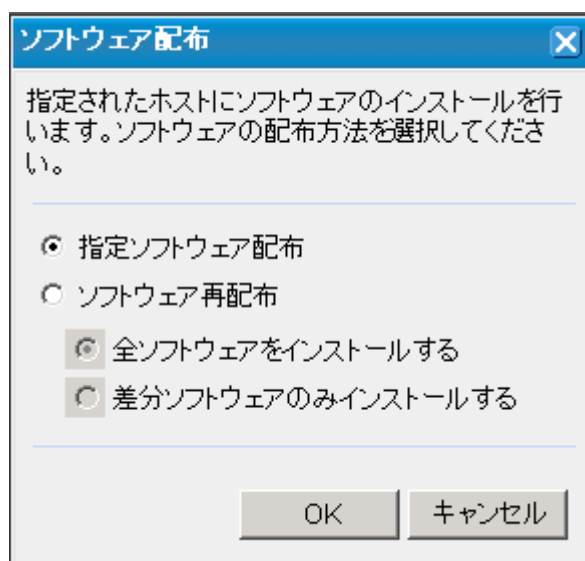 ソフトウェア配布
指定されたホストにソフトウェアのインストールを行
います。ソフトウェアの配布方法を選択してくださ
い。
指定ソフトウェア配布
ソフトウェア再配布
全ソフトウェアをインストールする
差分ソフトウェアのみインストールする
OK
キャンセル